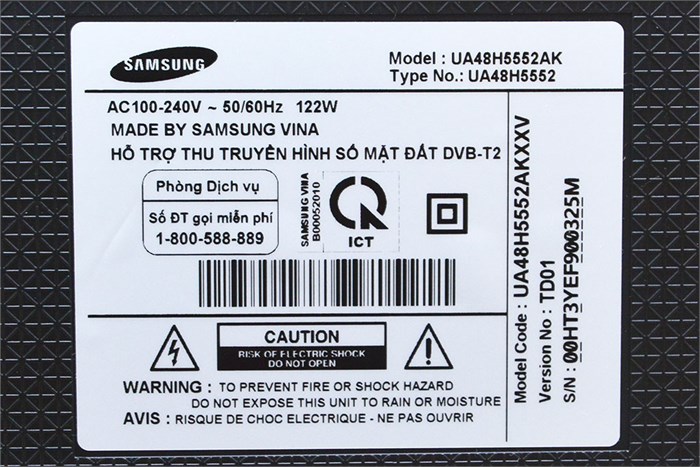 SAMSUNG
Model : UA48H5552AK
Type No.: UA48H5552
AC100-240V ~ 50/60Hz 122W
MADE BY SAMSUNG VINA
HỖ TRỢ THU TRUYỀN HÌNH SỐ MẶT ĐẤT DVB-T2
Phòng Dịch vụ
Số ĐT gọi miễn phí
1-800-588-889
SAMSUNG VINA
B00052010
ICT
CAUTION
RISK OF ELECTRIC SHOCK
DO NOT OPEN
WARNING : TO PREVENT FIRE OR SHOCK HAZARD
DO NOT EXPOSE THIS UNIT TO RAIN OR MOISTURE
AVIS : RISQUE DE CHOC ELECTRIQUE - NE PAS OUVRIR
Model Code : UA48H5552AKXXV
Version No : TD01
S/N : 00HT3YEF900325M